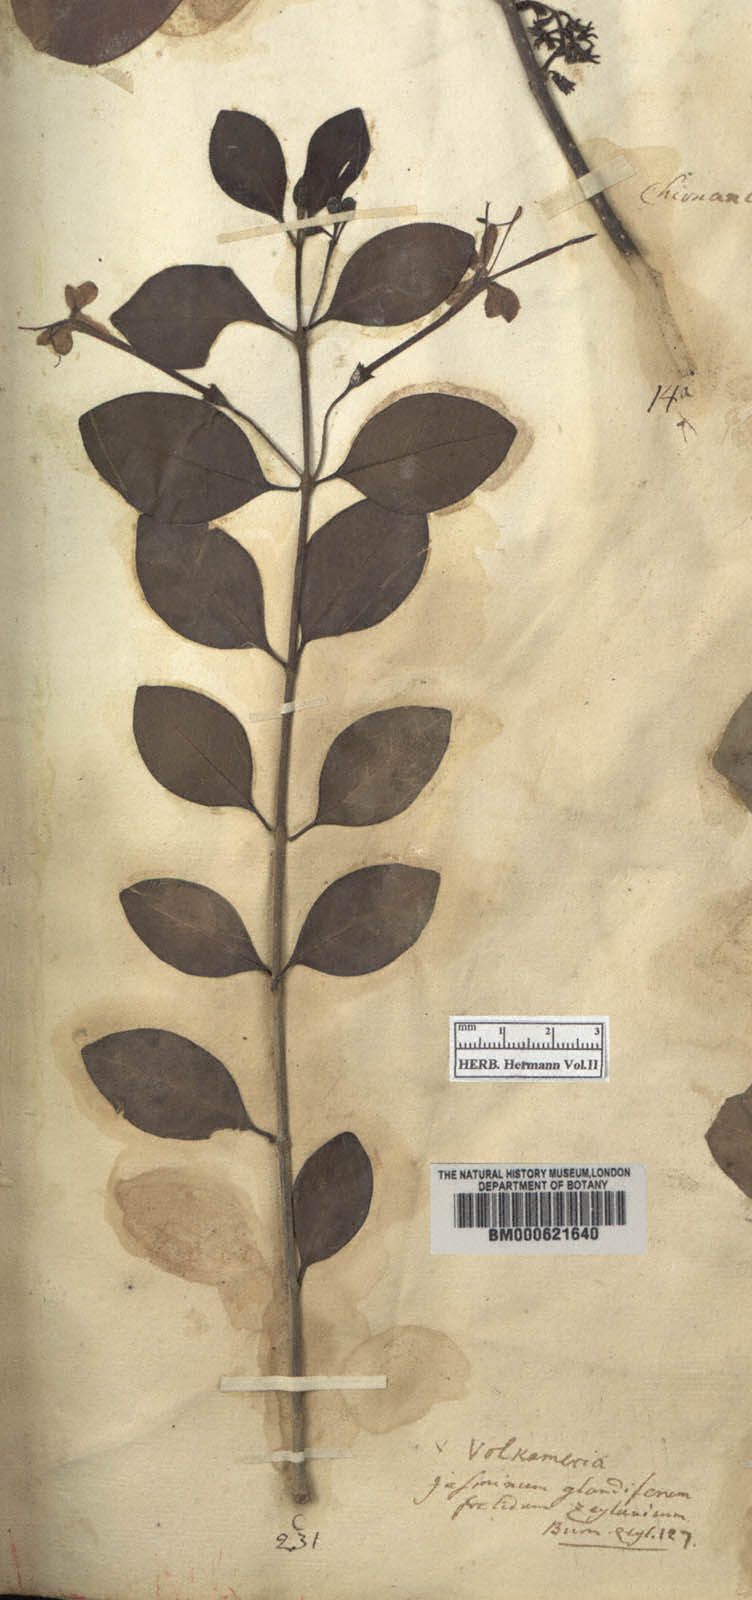 Chionan
14a
mm 1 2 3
HERB. Hermann Vol.II
THE NATURAL HISTORY MUSEUM, LONDON
DEPARTMENT OF BOTANY
BM000621640
x Volkameria
Jasminum glandiferum
foetidum Zeylanicum
Burm. zeyl. 127.
C
231